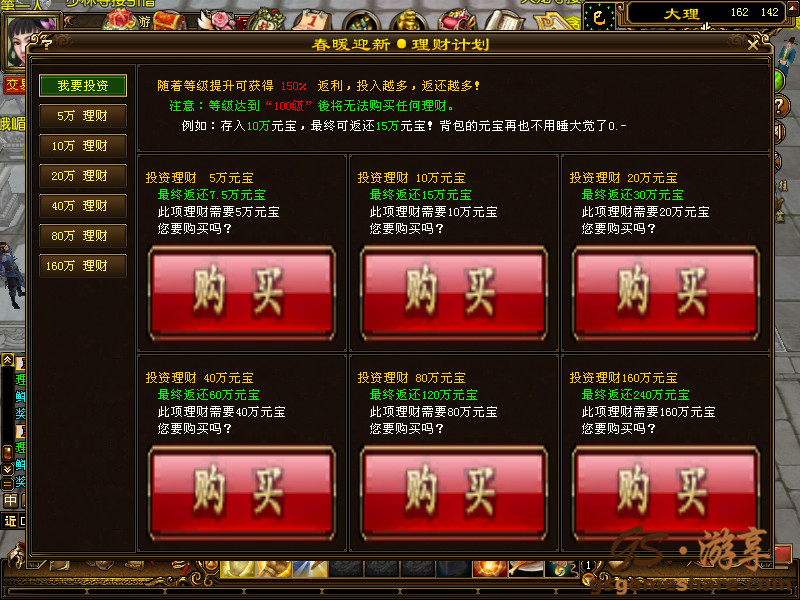 第一人
大理 162 142
春暖迎新●理财计划
交易
峨嵋
我要投资
5万 理财
10万 理财
20万 理财
40万 理财
80万 理财
160万 理财
随着等级提升可获得 150% 返利，投入越多，返还越多！
注意：等级达到“100级”後将无法购买任何理财。
例如：存入10万元宝，最终可返还15万元宝！背包的元宝再也不用睡大觉了0.-
投资理财 5万元宝
最终返还7.5万元宝
此项理财需要5万元宝
您要购买吗？
购买
投资理财 10万元宝
最终返还15万元宝
此项理财需要10万元宝
您要购买吗？
购买
投资理财 20万元宝
最终返还30万元宝
此项理财需要20万元宝
您要购买吗？
购买
投资理财 40万元宝
最终返还60万元宝
此项理财需要40万元宝
您要购买吗？
购买
投资理财 80万元宝
最终返还120万元宝
此项理财需要80万元宝
您要购买吗？
购买
投资理财160万元宝
最终返还240万元宝
此项理财需要160万元宝
您要购买吗？
购买
近
GS·游享